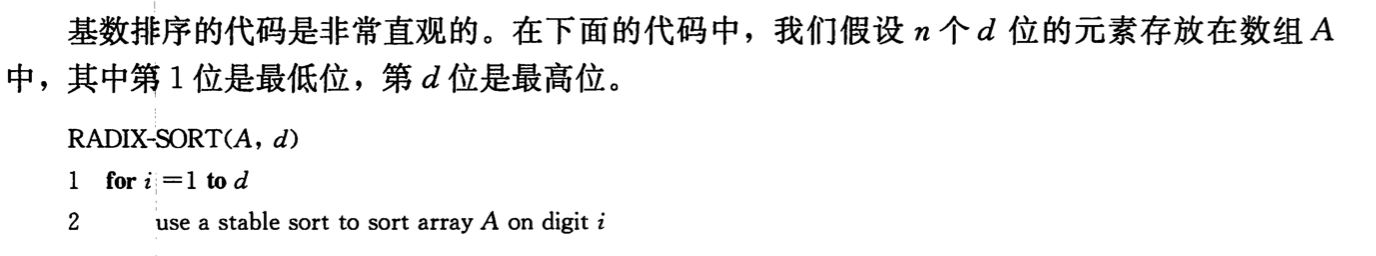 基数排序的代码是非常直观的。在下面的代码中，我们假设 n 个 d 位的元素存放在数组 A
中，其中第 1 位是最低位，第 d 位是最高位。
RADIX-SORT(A, d)
1 for i = 1 to d
2 use a stable sort to sort array A on digit i